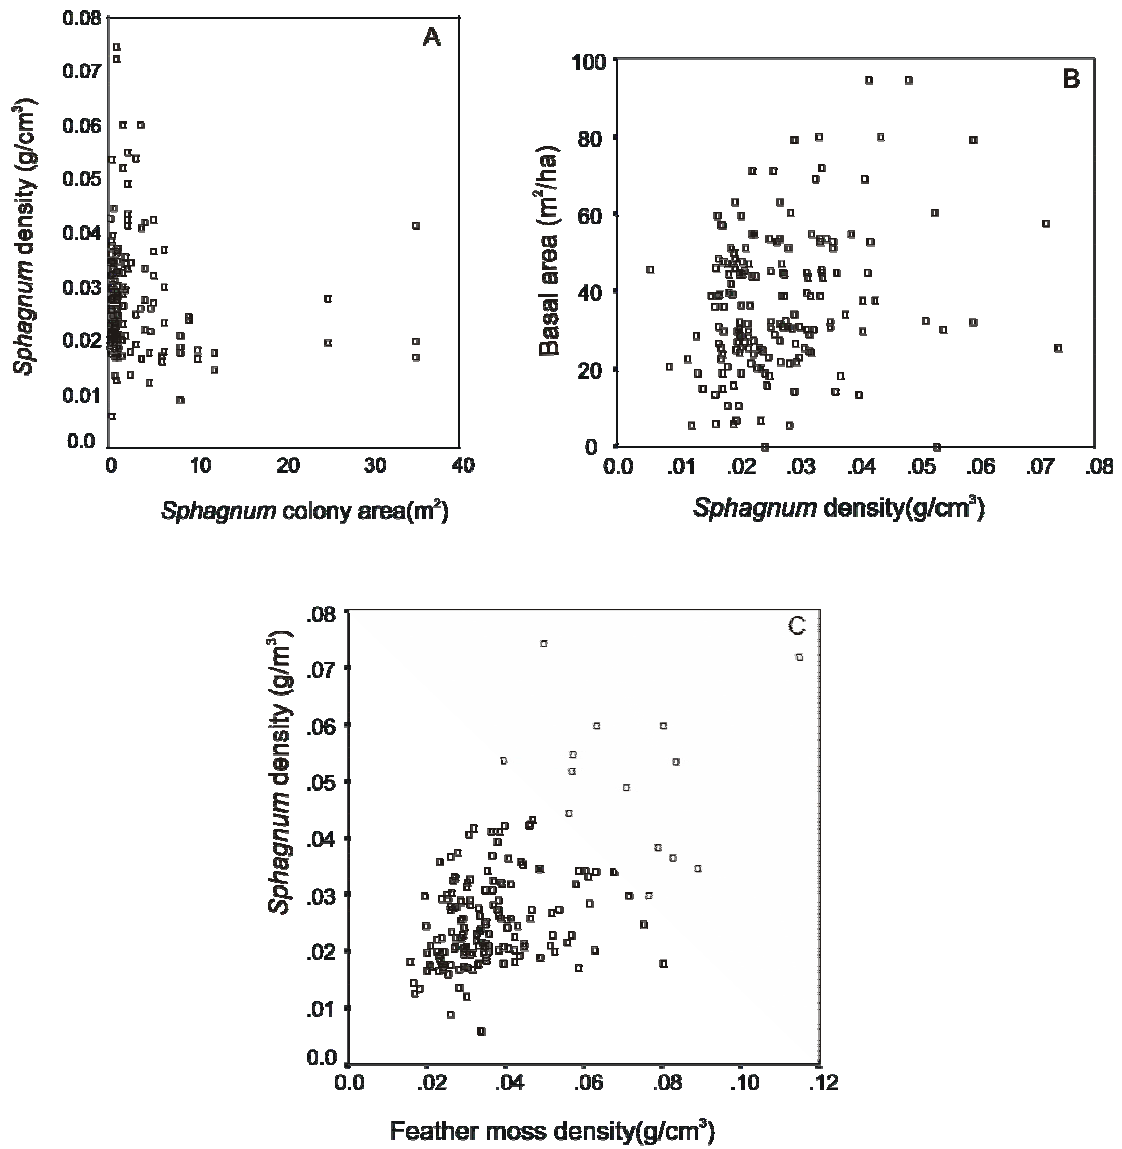 A
0.08
0.07
0.06
0.05
0.04
0.03
0.02
0.01
0.0
Sphagnum density (g/cm³)
0 10 20 30 40
Sphagnum colony area(m²)
B
100
80
60
40
20
0
Basal area (m²/ha)
0.0 .01 .02 .03 .04 .05 .06 .07 .08
Sphagnum density(g/cm³)
C
.08
.07
.06
.05
.04
.03
.02
.01
0.0
Sphagnum density (g/m³)
0.0 .02 .04 .06 .08 .10 .12
Feather moss density(g/cm³)